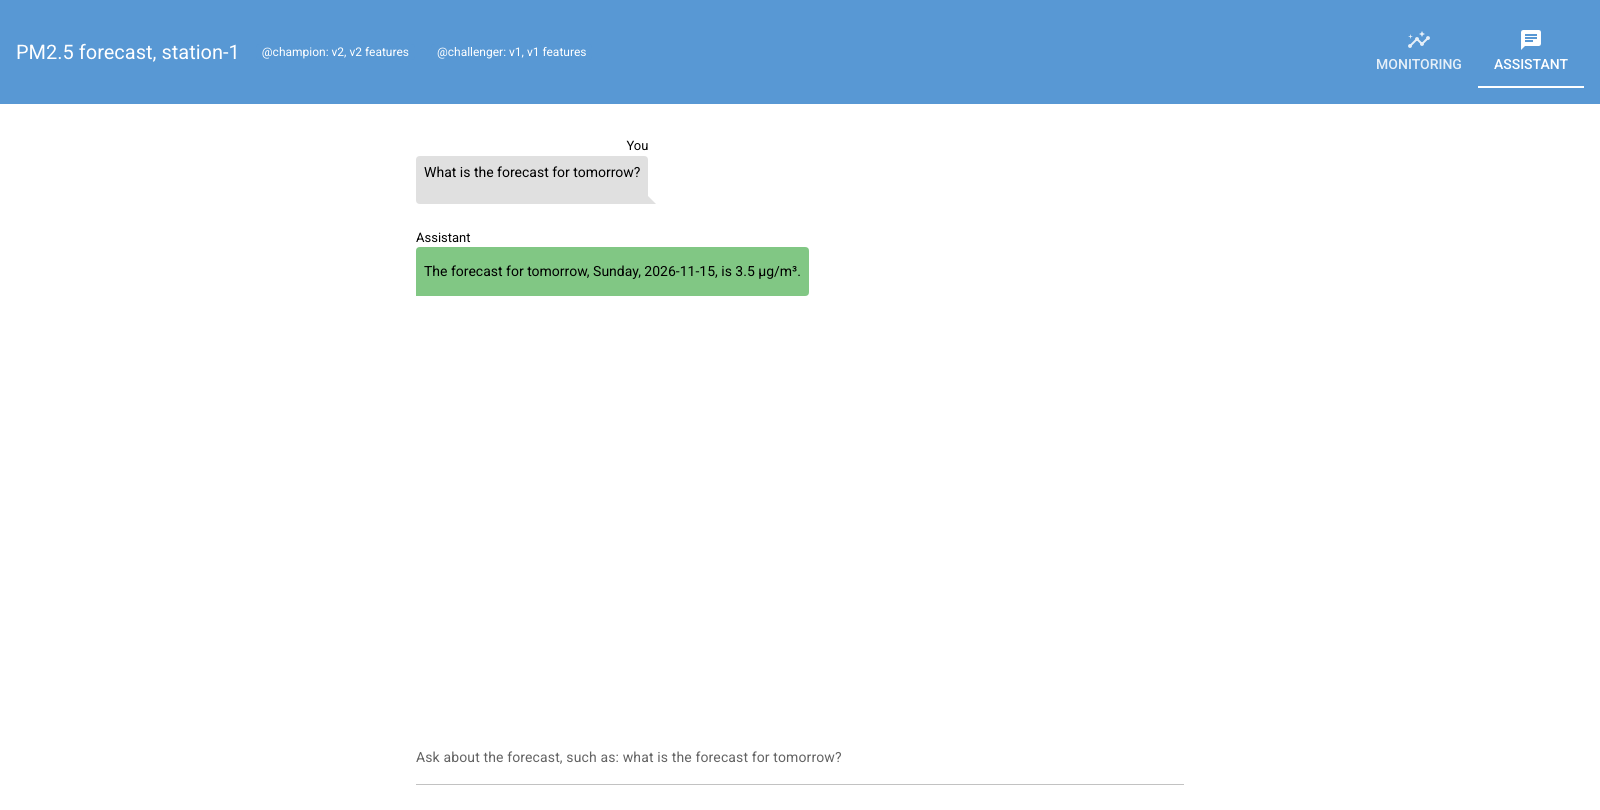 PM2.5 forecast, station-1
@champion: v2, v2 features
@challenger: v1, v1 features
MONITORING
ASSISTANT
You
What is the forecast for tomorrow?
Assistant
The forecast for tomorrow, Sunday, 2026-11-15, is 3.5 µg/m³.
Ask about the forecast, such as: what is the forecast for tomorrow?